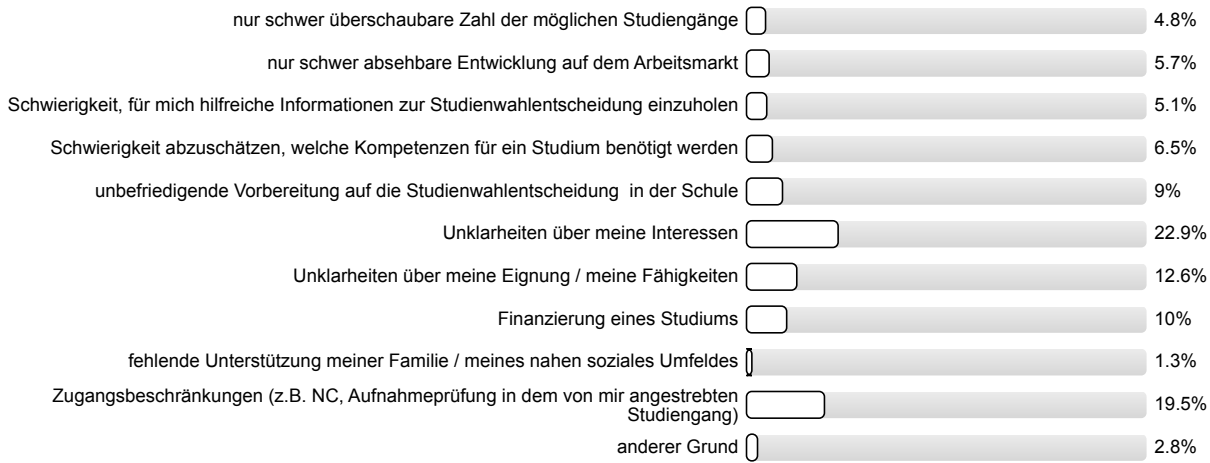 nur schwer überschaubare Zahl der möglichen Studiengänge 4.8%
nur schwer absehbare Entwicklung auf dem Arbeitsmarkt 5.7%
Schwierigkeit, für mich hilfreiche Informationen zur Studienwahlentscheidung einzuholen 5.1%
Schwierigkeit abzuschätzen, welche Kompetenzen für ein Studium benötigt werden 6.5%
unbefriedigende Vorbereitung auf die Studienwahlentscheidung in der Schule 9%
Unklarheiten über meine Interessen 22.9%
Unklarheiten über meine Eignung / meine Fähigkeiten 12.6%
Finanzierung eines Studiums 10%
fehlende Unterstützung meiner Familie / meines nahen soziales Umfeldes 1.3%
Zugangsbeschränkungen (z.B. NC, Aufnahmeprüfung in dem von mir angestrebten
Studiengang) 19.5%
anderer Grund 2.8%